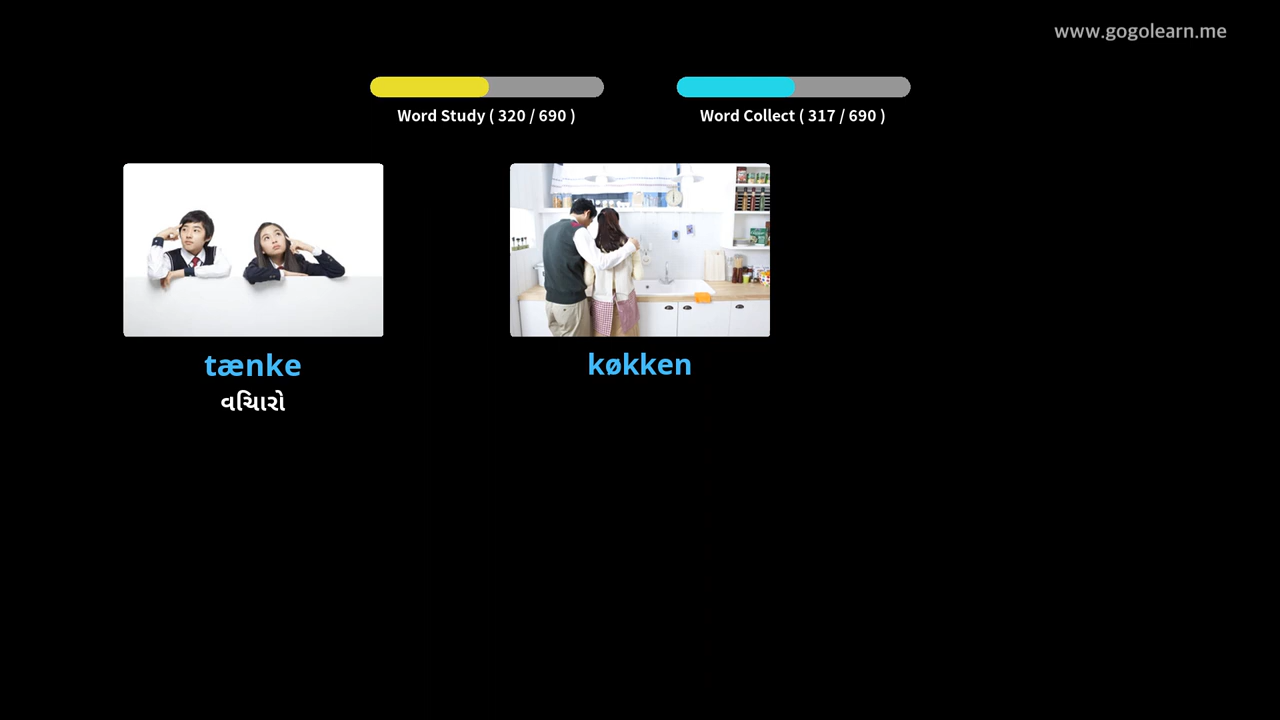 www.gogolearn.me
Word Study ( 320 / 690 )
Word Collect ( 317 / 690 )
tænke
køkken
વિચારો